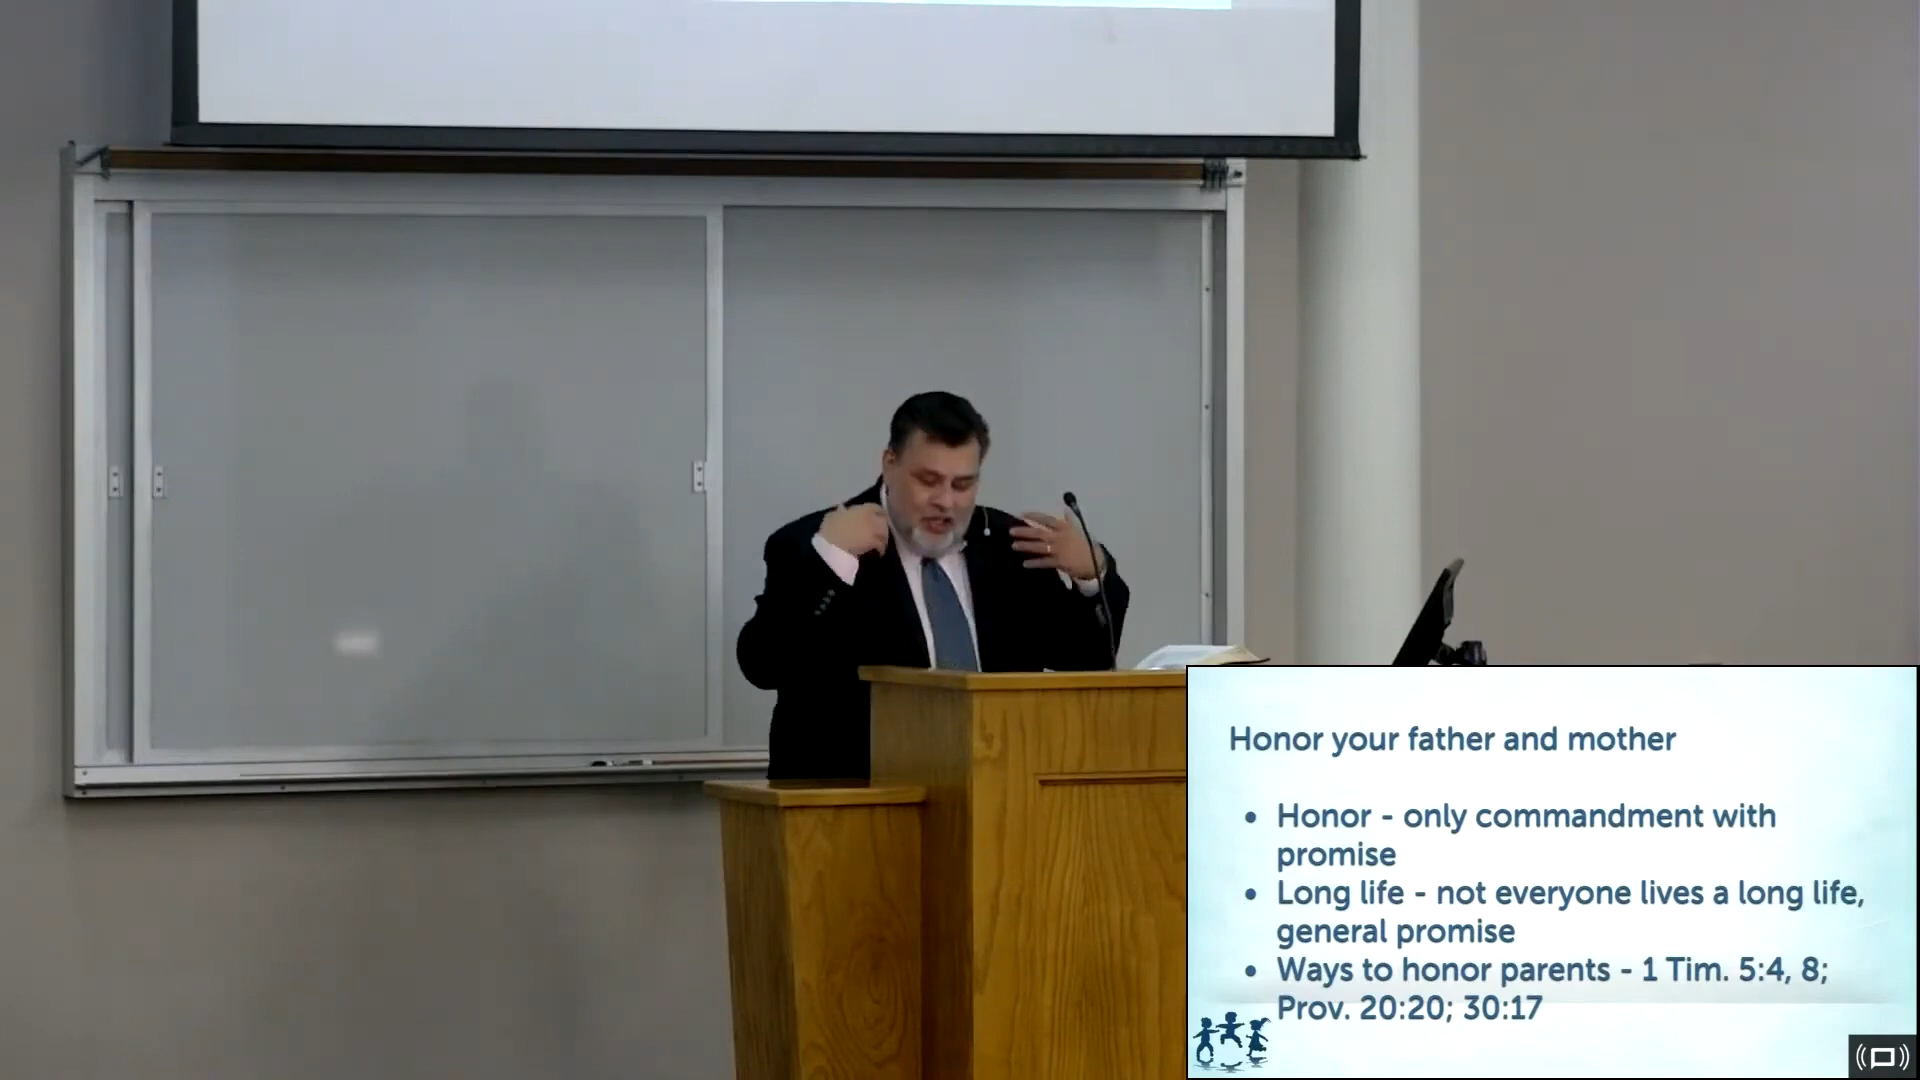 Honor your father and mother
• Honor - only commandment with
promise
• Long life - not everyone lives a long life,
general promise
• Ways to honor parents - 1 Tim. 5:4, 8;
Prov. 20:20; 30:17